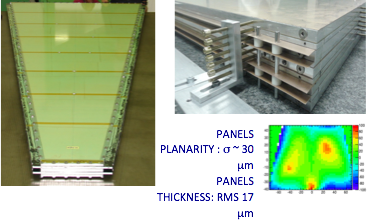 PANELS
PLANARITY : σ ~ 30
µm
PANELS
THICKNESS: RMS 17
µm